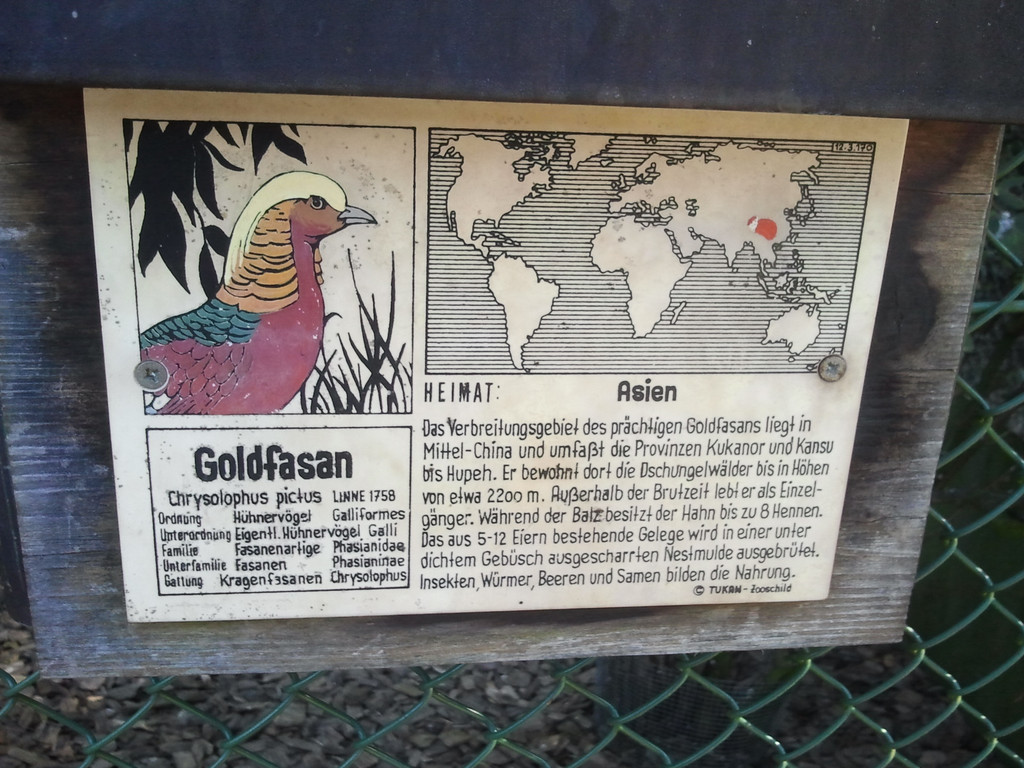 12.3.170
HEIMAT: Asien
Das Verbreitungsgebiet des prächtigen Goldfasans liegt in
Mittel-China und umfaßt die Provinzen Kukanor und Kansu
bis Hupeh. Er bewohnt dort die Dschungelwälder bis in Höhen
von etwa 2200 m. Außerhalb der Brutzeit lebt er als Einzel-
gänger. Während der Balz besitzt der Hahn bis zu 8 Hennen.
Das aus 5-12 Eiern bestehende Gelege wird in einer unter
dichtem Gebüsch ausgescharrten Nestmulde ausgebrütet.
Insekten, Würmer, Beeren und Samen bilden die Nahrung.
© TUKAN - Zooschild
Goldfasan
Chrysolophus pictus LINNE 1758
Ordnung Hühnervögel Galliformes
Unterordnung Eigentl. Hühnervögel Galli
Familie Fasanenartige Phasianidae
Unterfamilie Fasanen Phasianinae
Gattung Kragenfasanen Chrysolophus